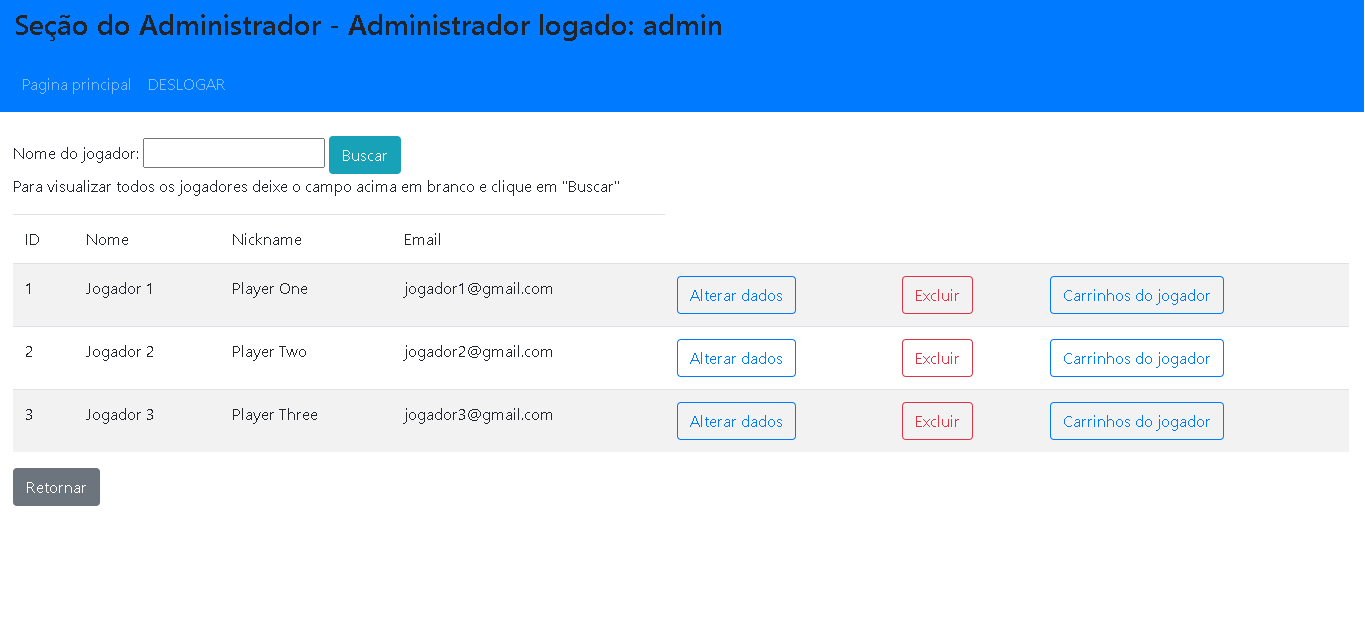 Seção do Administrador - Administrador logado: admin
Pagina principal DESLOGAR
Nome do jogador: Buscar
Para visualizar todos os jogadores deixe o campo acima em branco e clique em "Buscar"
ID Nome Nickname Email
1 Jogador 1 Player One jogador1@gmail.com Alterar dados Excluir Carrinhos do jogador
2 Jogador 2 Player Two jogador2@gmail.com Alterar dados Excluir Carrinhos do jogador
3 Jogador 3 Player Three jogador3@gmail.com Alterar dados Excluir Carrinhos do jogador
Retornar